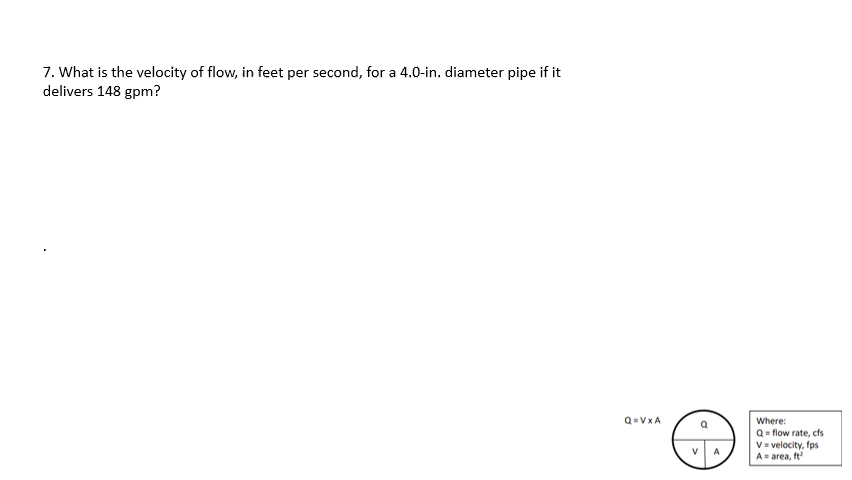 7. What is the velocity of flow, in feet per second, for a 4.0-in. diameter pipe if it
delivers 148 gpm?
.
Q = V x A
Q
V A
Where:
Q = flow rate, cfs
V = velocity, fps
A = area, ft²